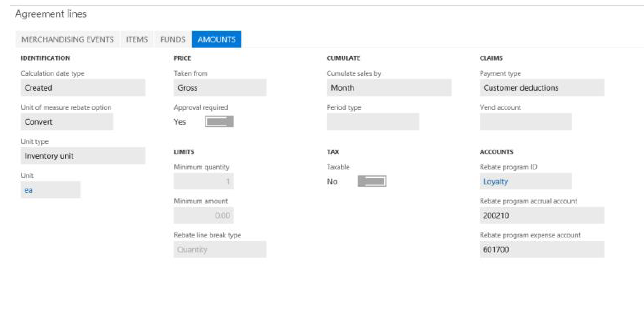 Agreement lines
MERCHANDISING EVENTS ITEMS FUNDS AMOUNTS
IDENTIFICATION
Calculation date type
Created
Unit of measure rebate option
Convert
Unit type
Inventory unit
Unit
ea
PRICE
Taken from
Gross
Approval required
Yes
LIMITS
Minimum quantity
1
Minimum amount
0.00
Rebate line break type
Quantity
CUMULATE
Cumulate sales by
Month
Period type
TAX
Taxable
No
CLAIMS
Payment type
Customer deductions
Vend account
ACCOUNTS
Rebate program ID
Loyalty
Rebate program accrual account
200210
Rebate program expense account
601700